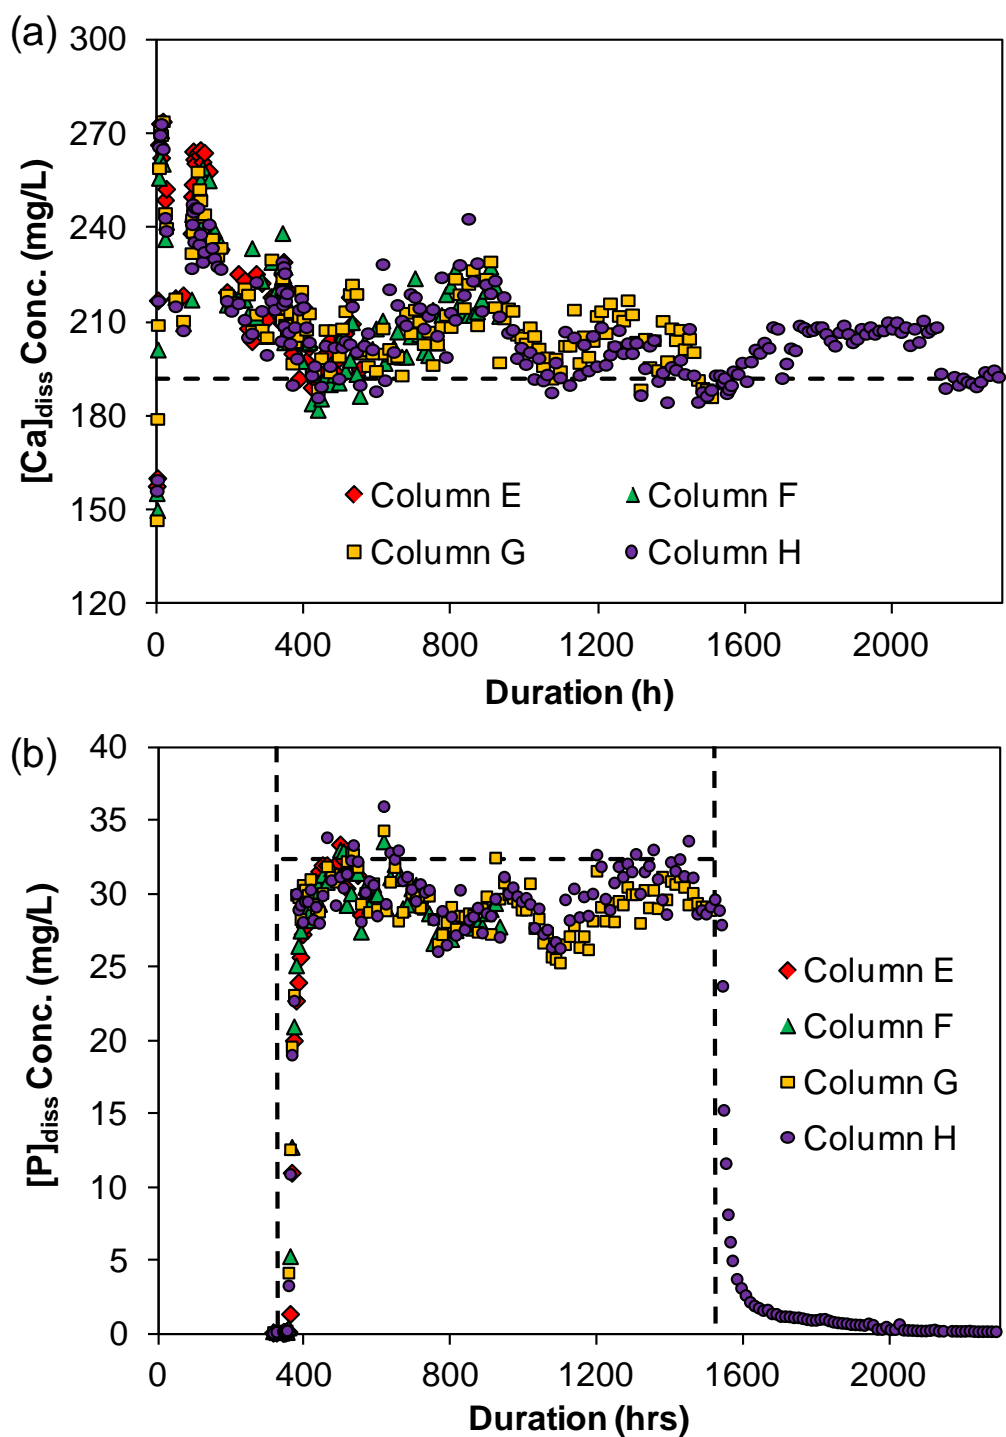 (a)
300
270
240
210
180
150
120
[Ca]diss Conc. (mg/L)
Column E
Column F
Column G
Column H
0 400 800 1200 1600 2000
Duration (h)
(b)
40
35
30
25
20
15
10
5
0
[P]diss Conc. (mg/L)
Column E
Column F
Column G
Column H
0 400 800 1200 1600 2000
Duration (hrs)